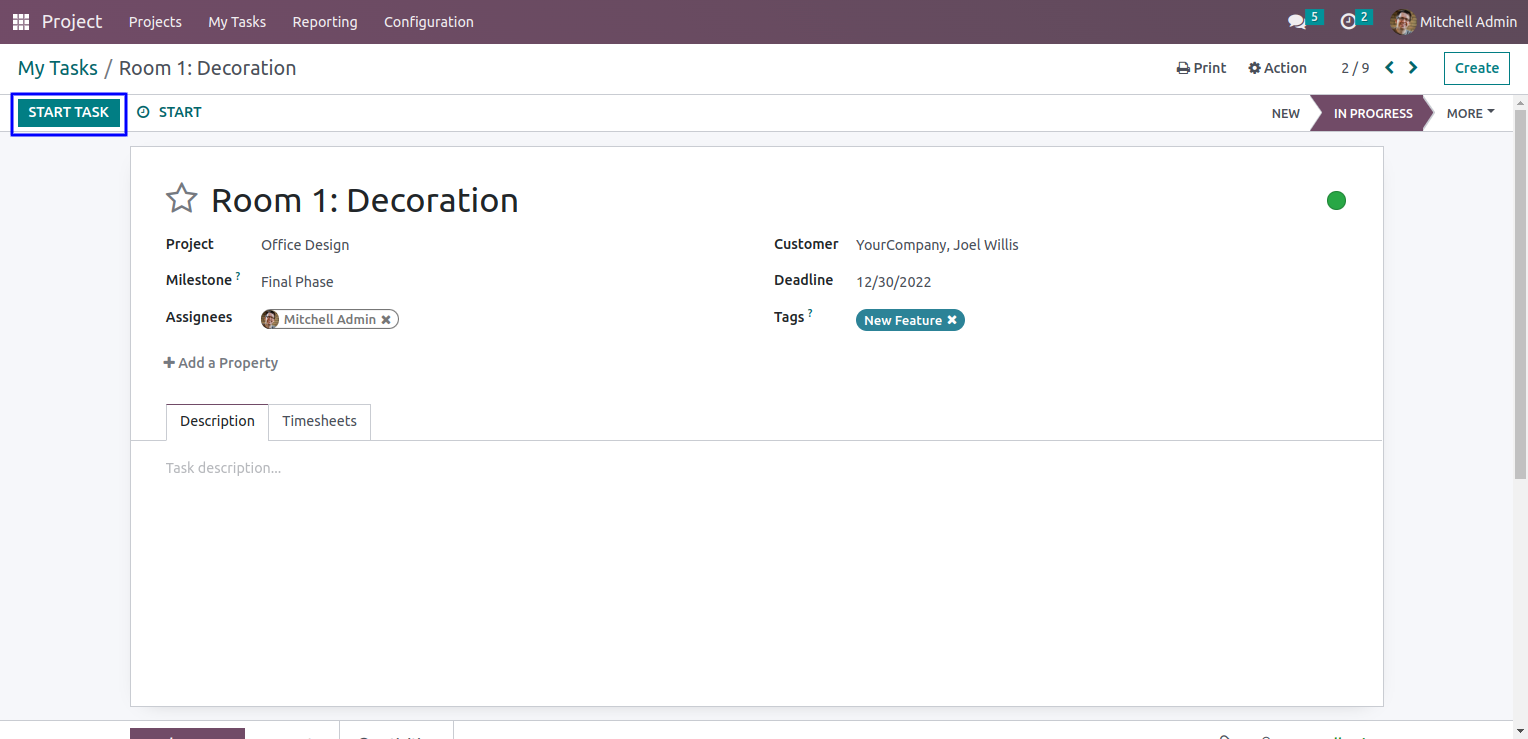 Project Projects My Tasks Reporting Configuration 5 2 Mitchell Admin
My Tasks / Room 1: Decoration Print Action 2 / 9 Create
START TASK START NEW IN PROGRESS MORE
Room 1: Decoration
Project Office Design Customer YourCompany, Joel Willis
Milestone ? Final Phase Deadline 12/30/2022
Assignees Mitchell Admin Tags ? New Feature
Add a Property
Description Timesheets
Task description...